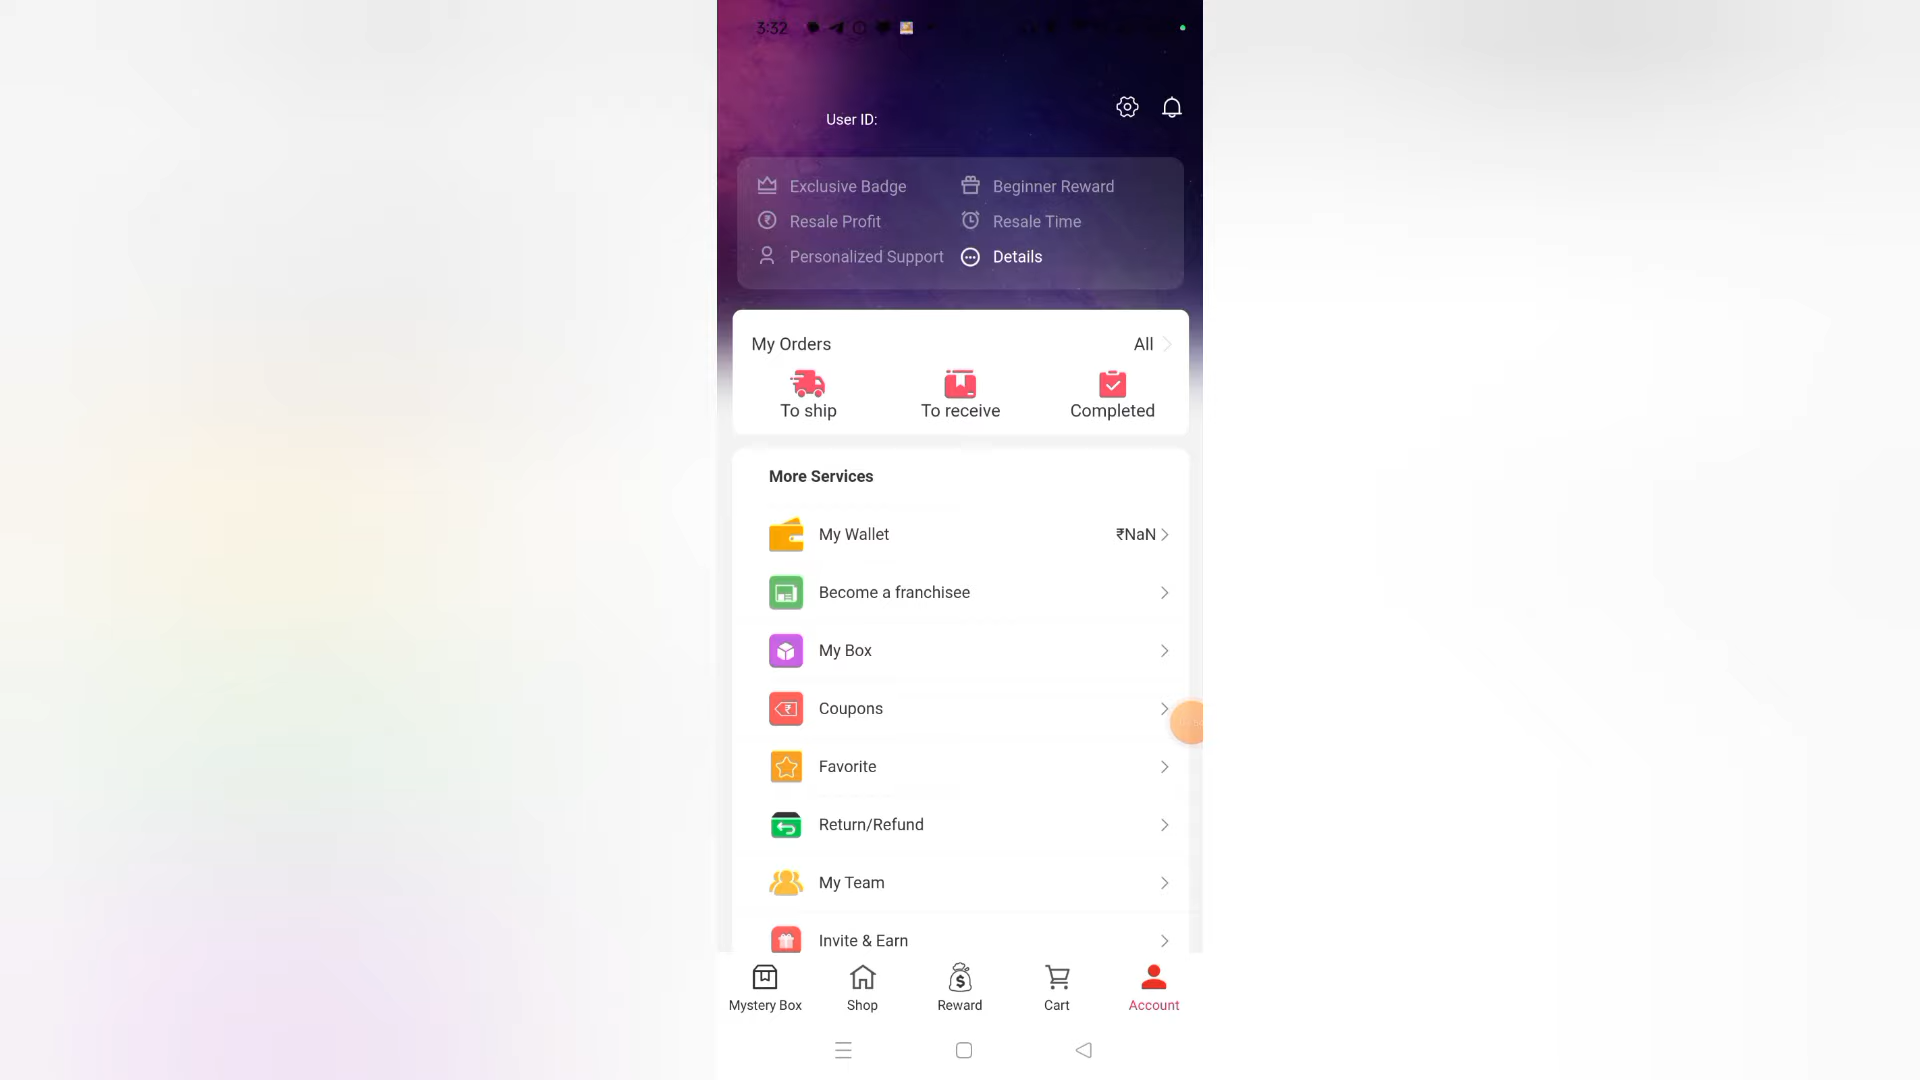 3:32
User ID:
Exclusive Badge
Beginner Reward
Resale Profit
Resale Time
Personalized Support
Details
My Orders
All
To ship
To receive
Completed
More Services
My Wallet
₹NaN
Become a franchisee
My Box
Coupons
Favorite
Return/Refund
My Team
Invite & Earn
Mystery Box
Shop
Reward
Cart
Account